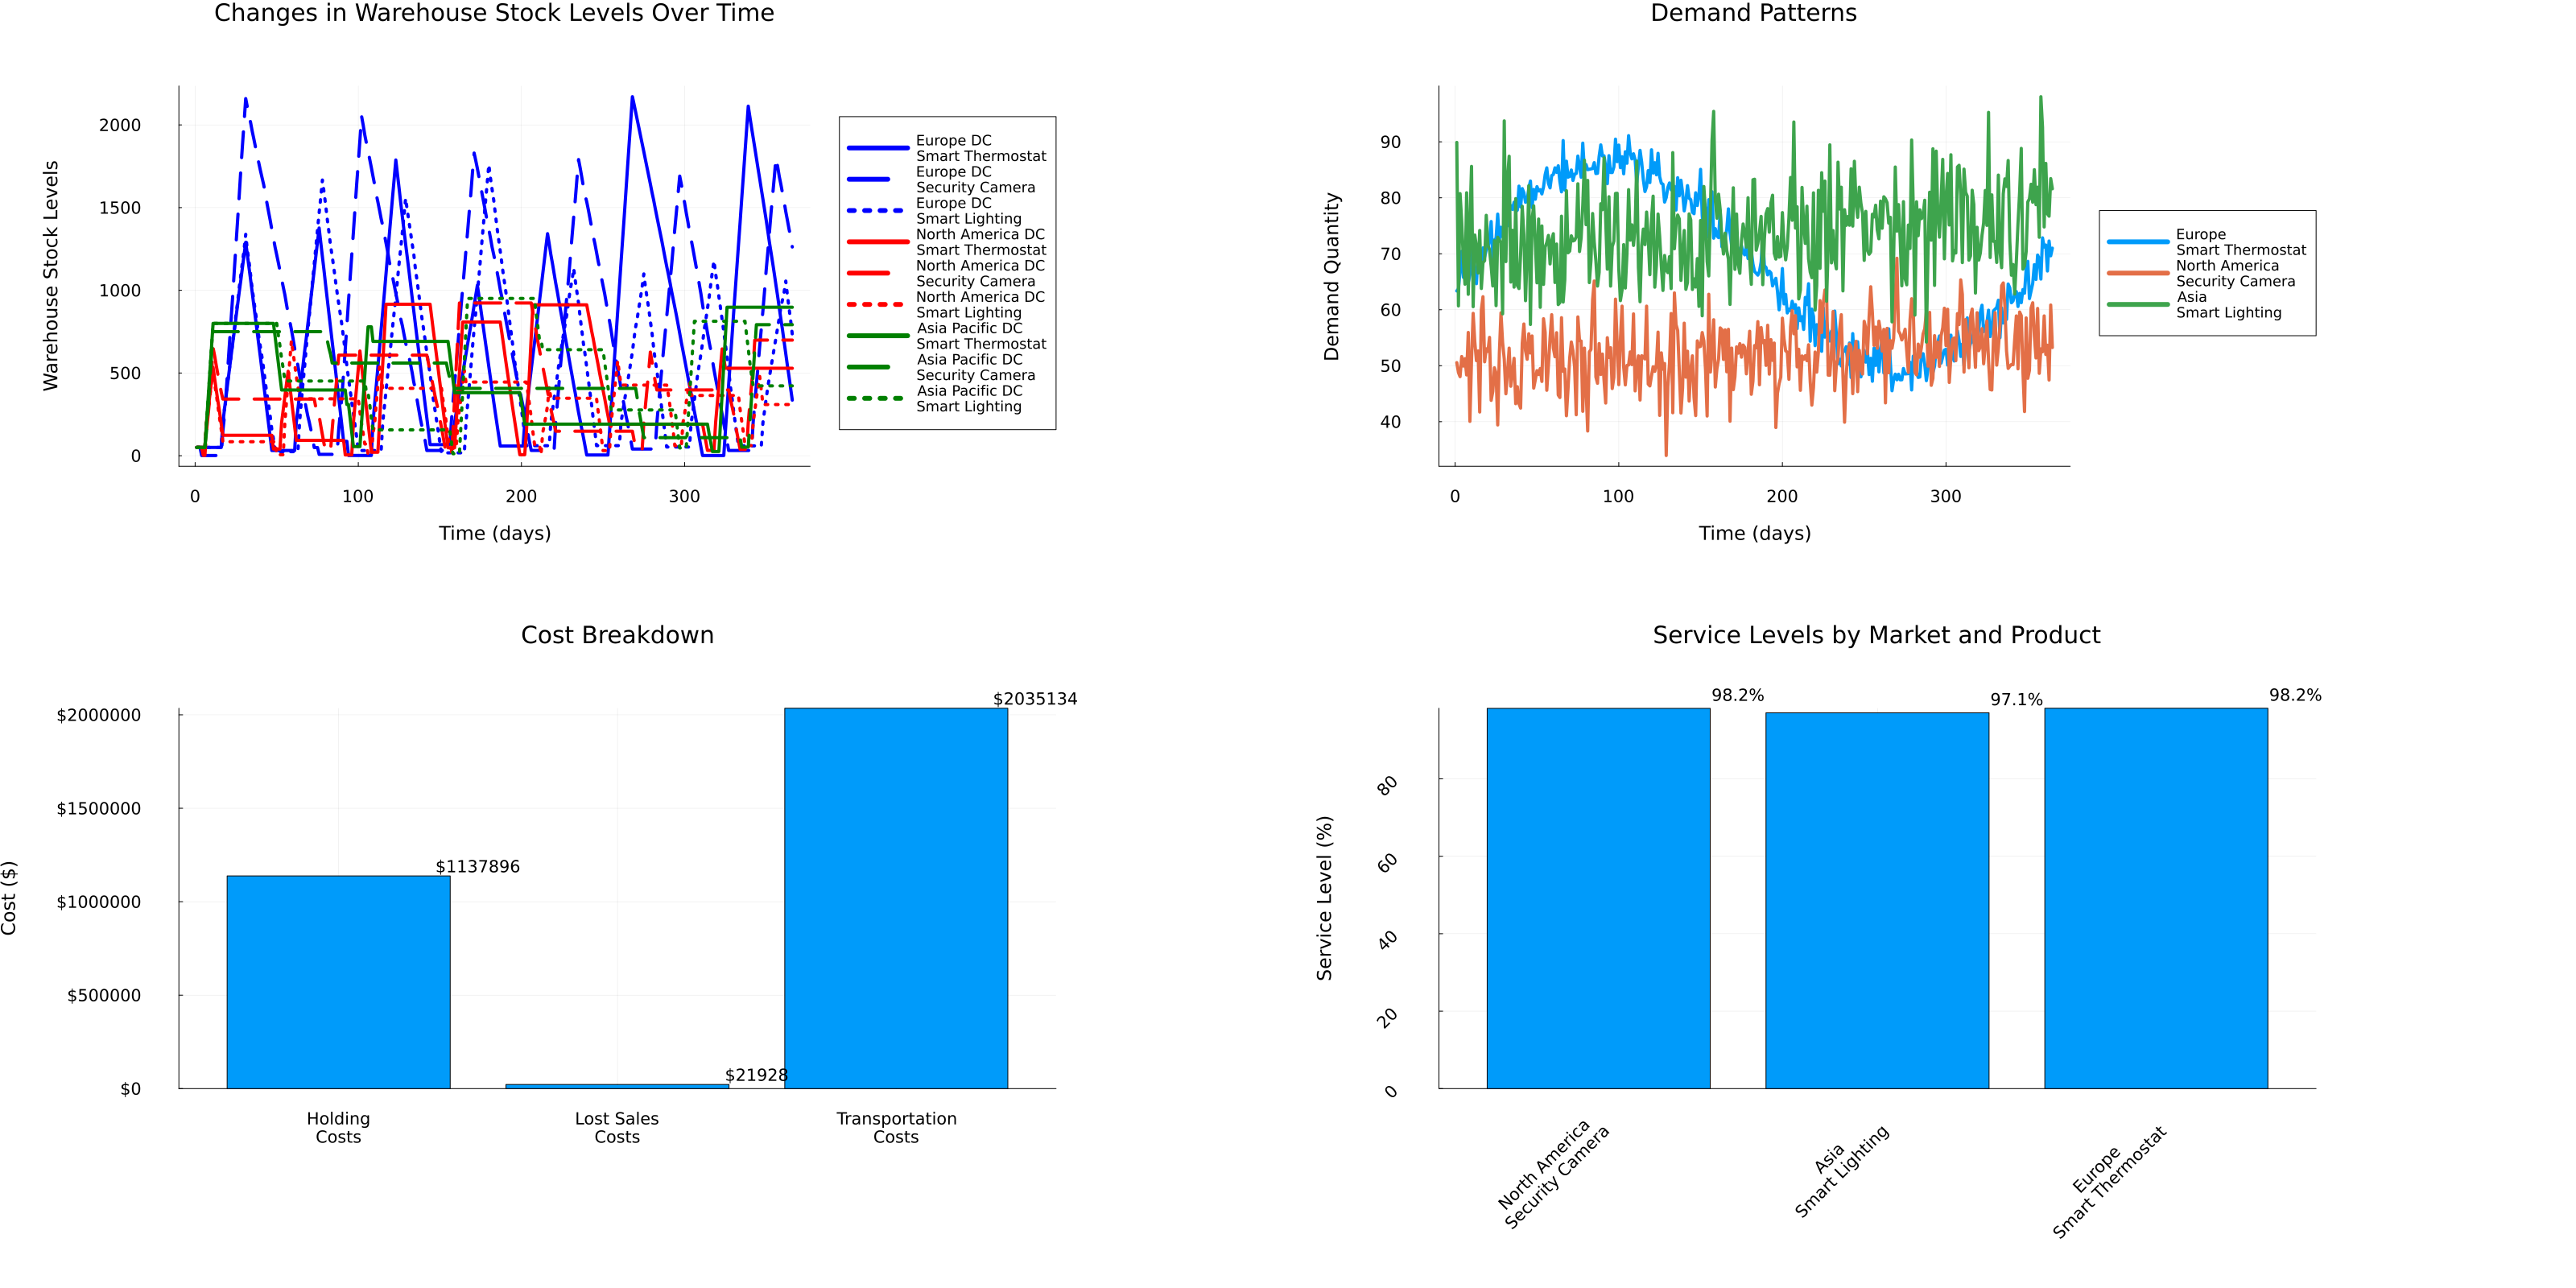 Changes in Warehouse Stock Levels Over Time
Warehouse Stock Levels
2000
1500
1000
500
0
0 100 200 300
Time (days)
Europe DC
Smart Thermostat
Europe DC
Security Camera
Europe DC
Smart Lighting
North America DC
Smart Thermostat
North America DC
Security Camera
North America DC
Smart Lighting
Asia Pacific DC
Smart Thermostat
Asia Pacific DC
Security Camera
Asia Pacific DC
Smart Lighting
Demand Patterns
Demand Quantity
90
80
70
60
50
40
0 100 200 300
Time (days)
Europe
Smart Thermostat
North America
Security Camera
Asia
Smart Lighting
Cost Breakdown
Cost ($)
$2000000
$1500000
$1000000
$500000
$0
$1137896
$21928
$2035134
Holding
Costs
Lost Sales
Costs
Transportation
Costs
Service Levels by Market and Product
Service Level (%)
80
60
40
20
0
98.2%
97.1%
98.2%
North America
Security Camera
Asia
Smart Lighting
Europe
Smart Thermostat